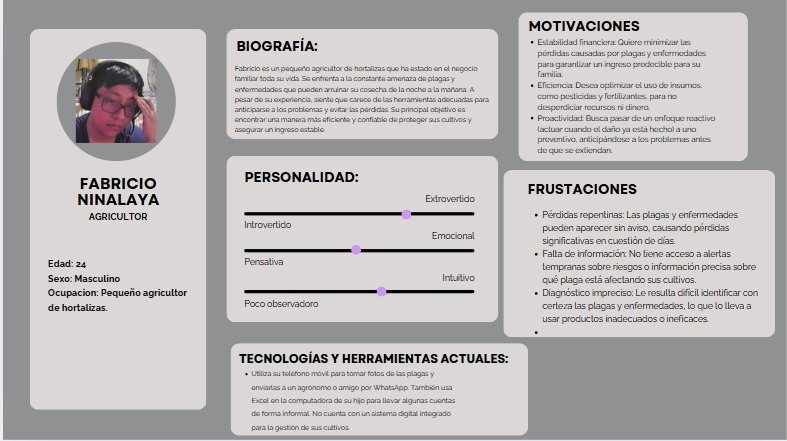 FABRICIO
NINALAYA
AGRICULTOR
Edad: 24
Sexo: Masculino
Ocupacion: Pequeño agricultor
de hortalizas.
BIOGRAFÍA:
Fabricio es un pequeño agricultor de hortalizas que ha estado en el negocio
familiar toda su vida. Se enfrenta a la constante amenaza de plagas y
enfermedades que pueden arruinar su cosecha de la noche a la mañana. A
pesar de su experiencia, siente que carece de las herramientas adecuadas para
anticiparse a los problemas y evitar las pérdidas. Su principal objetivo es
encontrar una manera más eficiente y confiable de proteger sus cultivos y
asegurar un ingreso estable.
PERSONALIDAD:
Extrovertido
Introvertido
Emocional
Pensativa
Intuitivo
Poco observadoro
TECNOLOGÍAS Y HERRAMIENTAS ACTUALES:
• Utiliza su teléfono móvil para tomar fotos de las plagas y
enviarlas a un agrónomo o amigo por WhatsApp. También usa
Excel en la computadora de su hijo para llevar algunas cuentas
de forma informal. No cuenta con un sistema digital integrado
para la gestión de sus cultivos.
MOTIVACIONES
• Estabilidad financiera: Quiere minimizar las
pérdidas causadas por plagas y enfermedades
para garantizar un ingreso predecible para su
familia.
• Eficiencia: Desea optimizar el uso de insumos,
como pesticidas y fertilizantes, para no
desperdiciar recursos ni dinero.
• Proactividad: Busca pasar de un enfoque reactivo
(actuar cuando el daño ya está hecho) a uno
preventivo, anticipándose a los problemas antes
de que se extiendan.
FRUSTACIONES
• Pérdidas repentinas: Las plagas y enfermedades
pueden aparecer sin aviso, causando pérdidas
significativas en cuestión de días.
• Falta de información: No tiene acceso a alertas
tempranas sobre riesgos o información precisa sobre
qué plaga está afectando sus cultivos.
• Diagnóstico impreciso: Le resulta difícil identificar con
certeza las plagas y enfermedades, lo que lo lleva a
usar productos inadecuados o ineficaces.
•